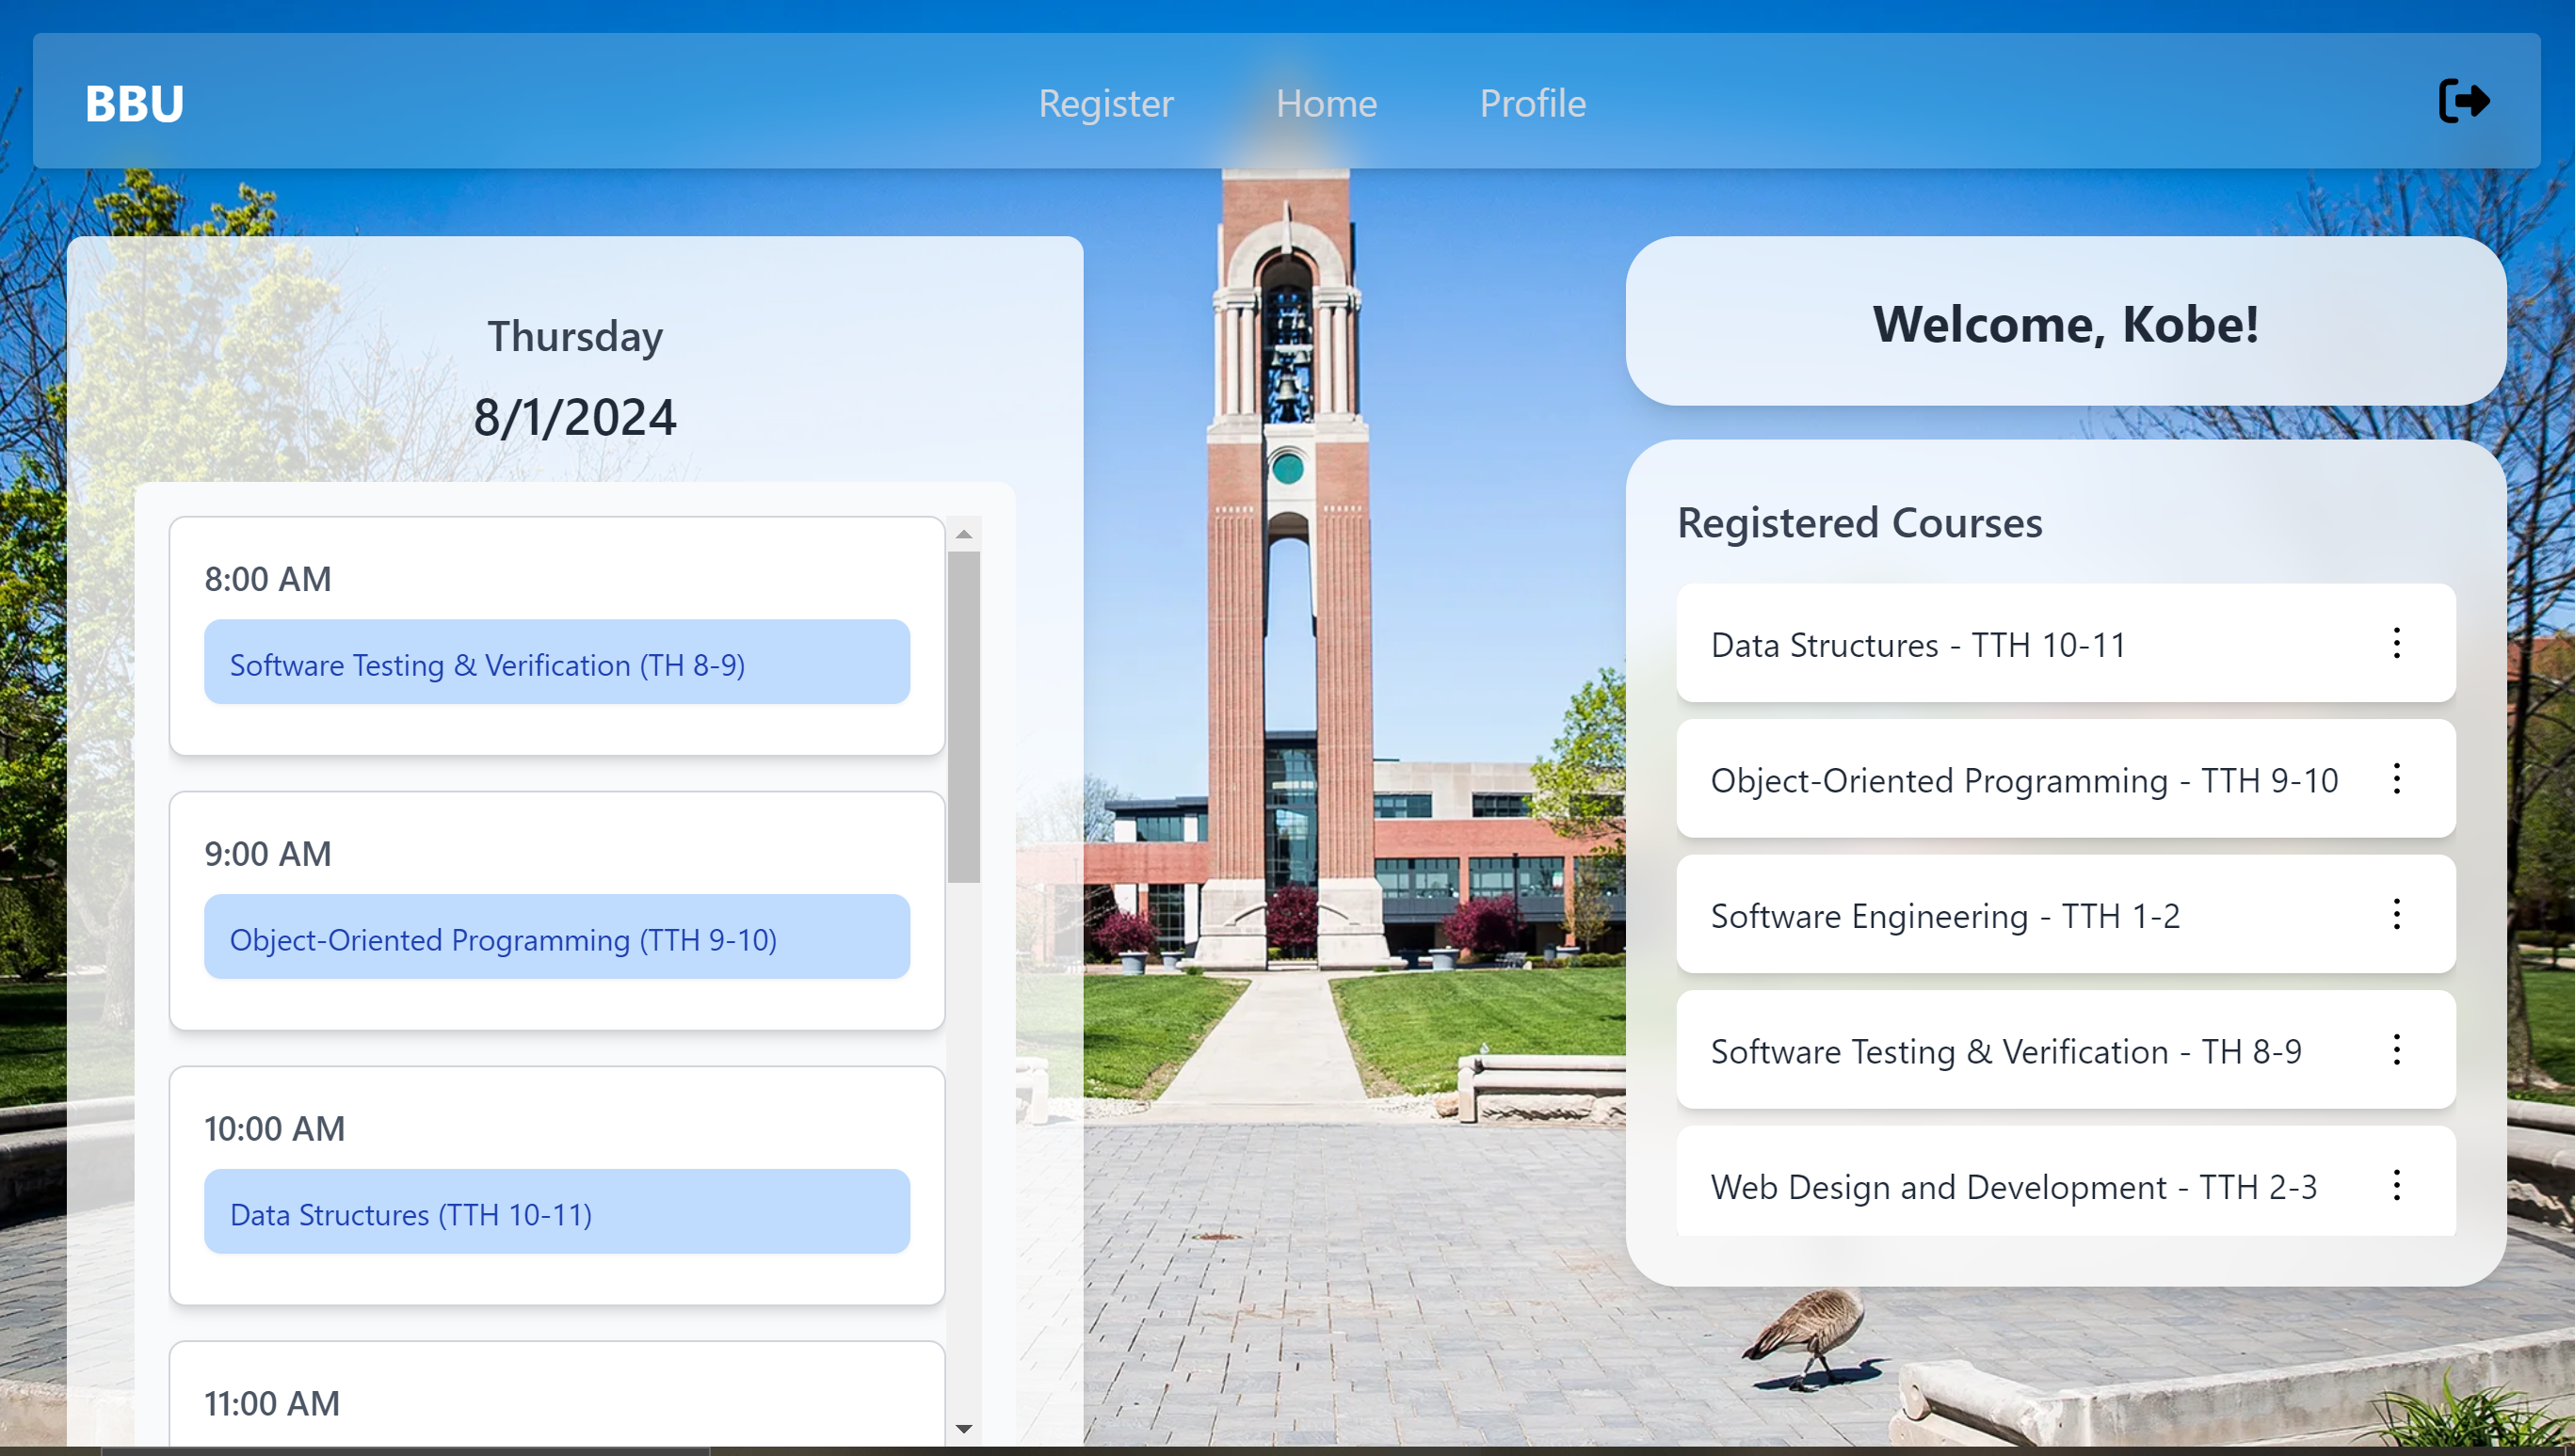 BBU
Register
Home
Profile
Thursday
8/1/2024
8:00 AM
Software Testing & Verification (TH 8-9)
9:00 AM
Object-Oriented Programming (TTH 9-10)
10:00 AM
Data Structures (TTH 10-11)
11:00 AM
Welcome, Kobe!
Registered Courses
Data Structures - TTH 10-11
Object-Oriented Programming - TTH 9-10
Software Engineering - TTH 1-2
Software Testing & Verification - TH 8-9
Web Design and Development - TTH 2-3